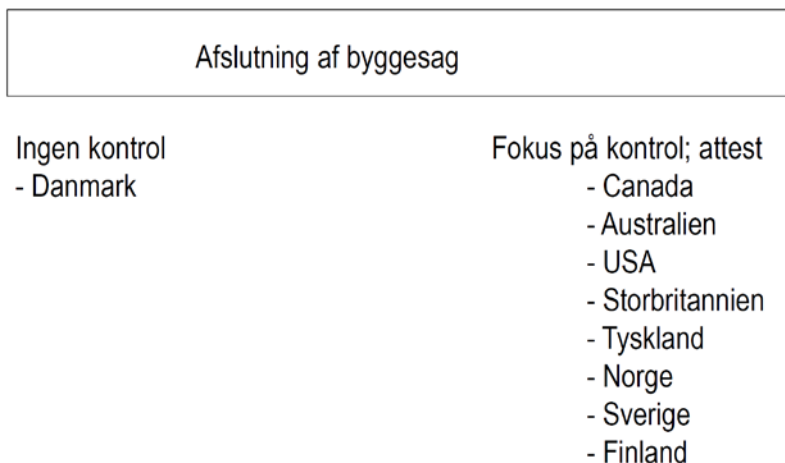 Afslutning af byggesag
Ingen kontrol
- Danmark
Fokus på kontrol; attest
- Canada
- Australien
- USA
- Storbritannien
- Tyskland
- Norge
- Sverige
- Finland